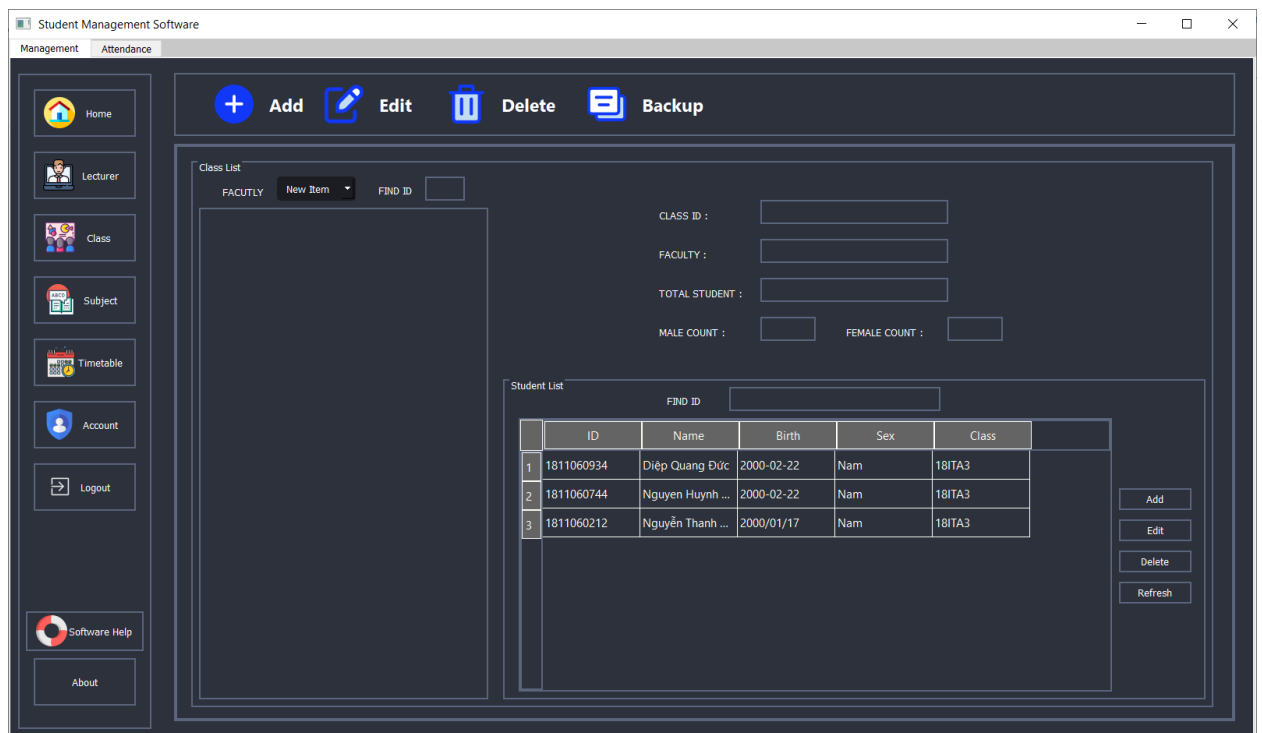 Student Management Software
Management Attendance
Home
Lecturer
Class
ABCD
Subject
Timetable
Account
Logout
Software Help
About
Add Edit Delete Backup
Class List
FACUTLY New Item FIND ID
CLASS ID :
FACULTY :
TOTAL STUDENT :
MALE COUNT : FEMALE COUNT :
Student List
FIND ID
ID Name Birth Sex Class
1 1811060934 Diệp Quang Đức 2000-02-22 Nam 18ITA3
2 1811060744 Nguyen Huynh ... 2000-02-22 Nam 18ITA3
3 1811060212 Nguyễn Thanh ... 2000/01/17 Nam 18ITA3
Add
Edit
Delete
Refresh